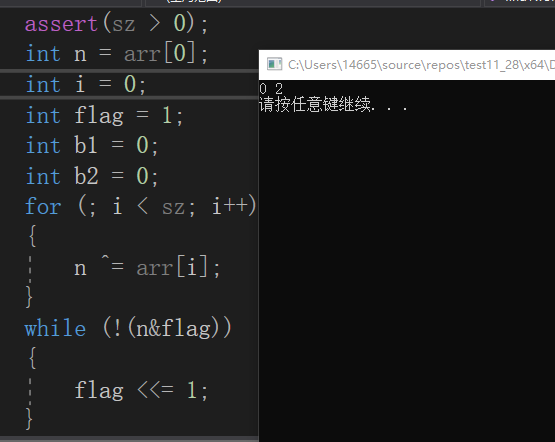 assert(sz > 0);
int n = arr[0];
int i = 0;
int flag = 1;
int b1 = 0;
int b2 = 0;
for (; i < sz; i++)
{
n ^= arr[i];
}
while (!(n&flag))
{
flag <<= 1;
}
C:\Users\14665\source\repos\test11_28\x64\D
0 2
请按任意键继续. . .